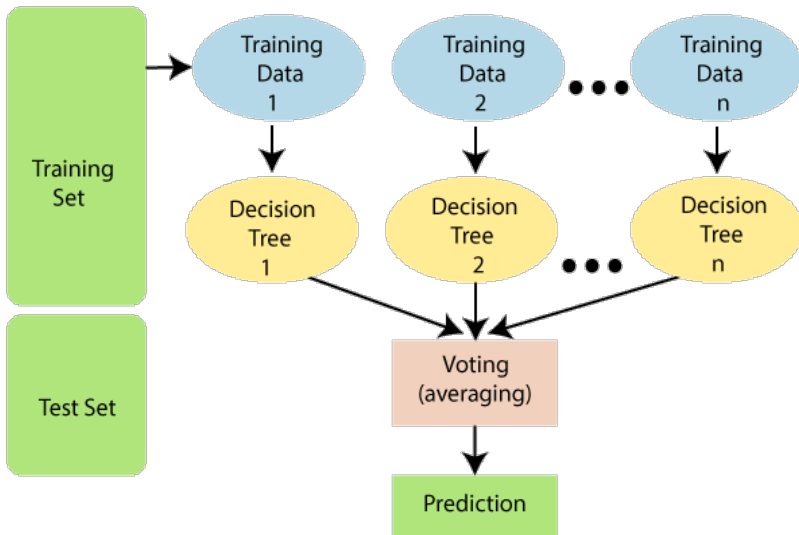 Training
Set
Training
Data
1
Training
Data
2
Training
Data
n
Decision
Tree
1
Decision
Tree
2
Decision
Tree
n
Test Set
Voting
(averaging)
Prediction